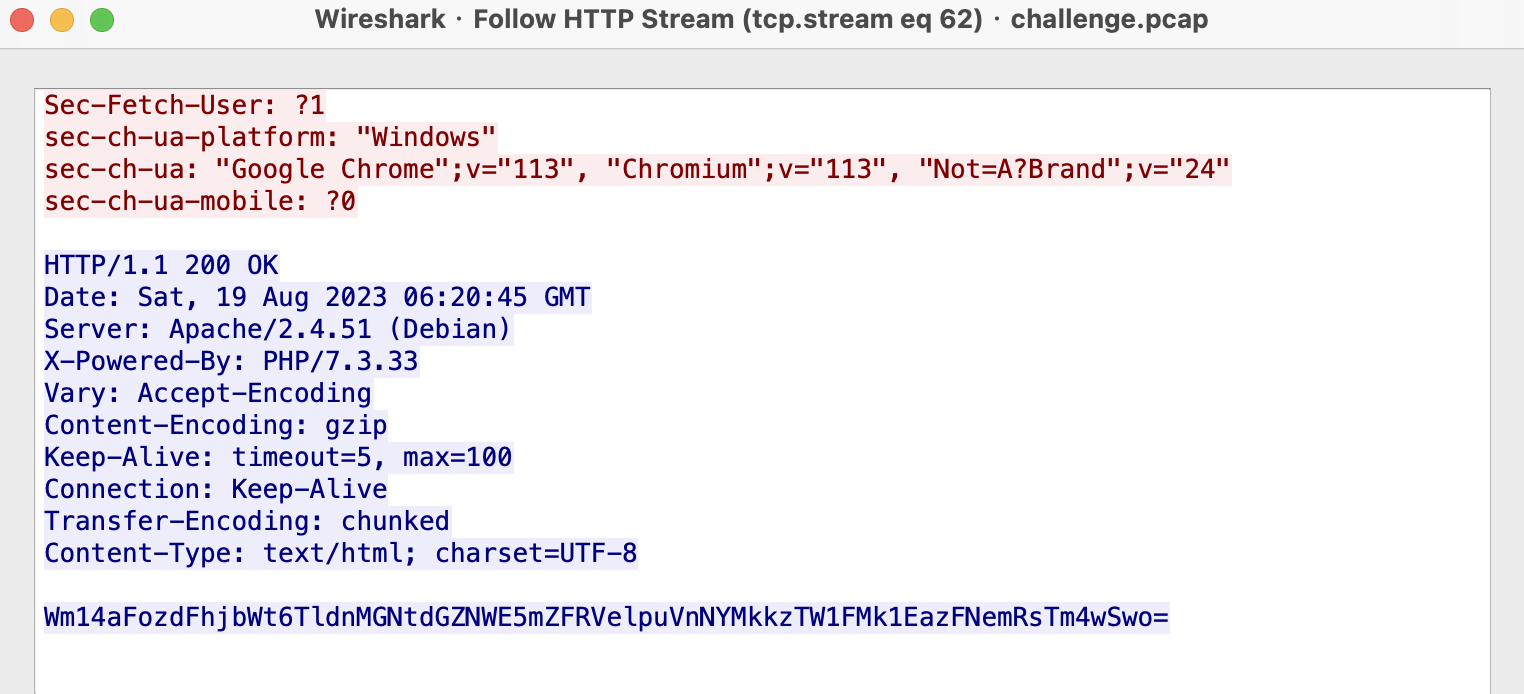 Wireshark · Follow HTTP Stream (tcp.stream eq 62) · challenge.pcap
Sec-Fetch-User: ?1
sec-ch-ua-platform: "Windows"
sec-ch-ua: "Google Chrome";v="113", "Chromium";v="113", "Not=A?Brand";v="24"
sec-ch-ua-mobile: ?0
HTTP/1.1 200 OK
Date: Sat, 19 Aug 2023 06:20:45 GMT
Server: Apache/2.4.51 (Debian)
X-Powered-By: PHP/7.3.33
Vary: Accept-Encoding
Content-Encoding: gzip
Keep-Alive: timeout=5, max=100
Connection: Keep-Alive
Transfer-Encoding: chunked
Content-Type: text/html; charset=UTF-8
Wm14aFozdFhjbWt6TldnMGNtdGZNWE5mZFRVelpuVnNYMkkzTW1FMk1EazFNemRsTm4wSwo=